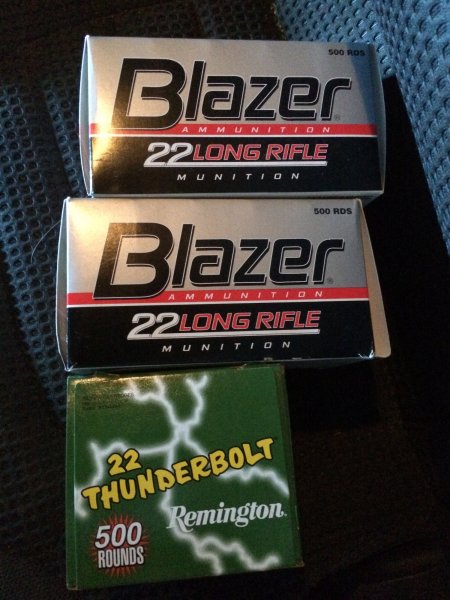 500 RDS
Blazer®
AMMUNITION
22 LONG RIFLE
MUNITION
500 RDS
Blazer®
AMMUNITION
22 LONG RIFLE
MUNITION
22
THUNDERBOLT
Remington®
500
ROUNDS